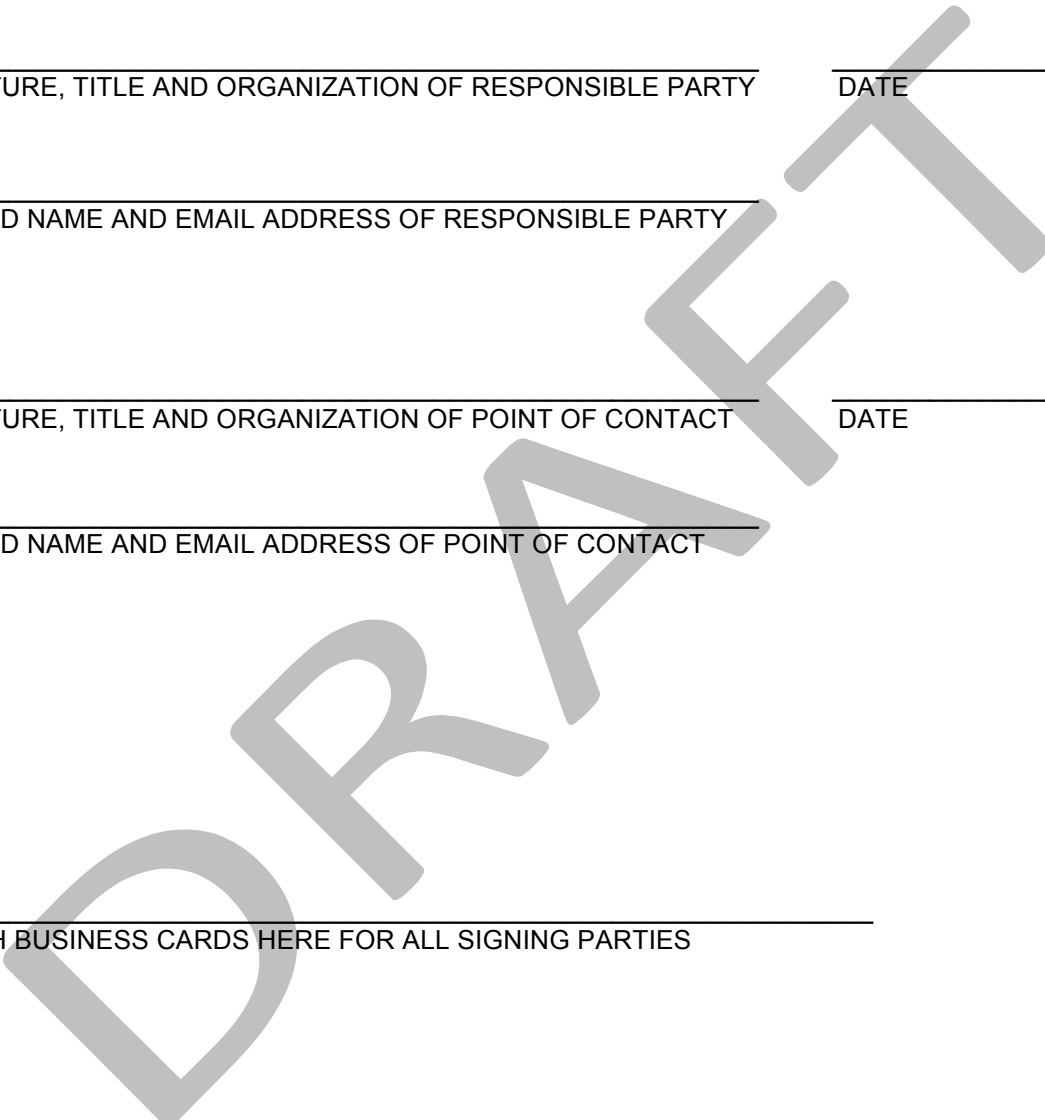 TURE, TITLE AND ORGANIZATION OF RESPONSIBLE PARTY DATE
D NAME AND EMAIL ADDRESS OF RESPONSIBLE PARTY
TURE, TITLE AND ORGANIZATION OF POINT OF CONTACT DATE
D NAME AND EMAIL ADDRESS OF POINT OF CONTACT
H BUSINESS CARDS HERE FOR ALL SIGNING PARTIES
DRAFT